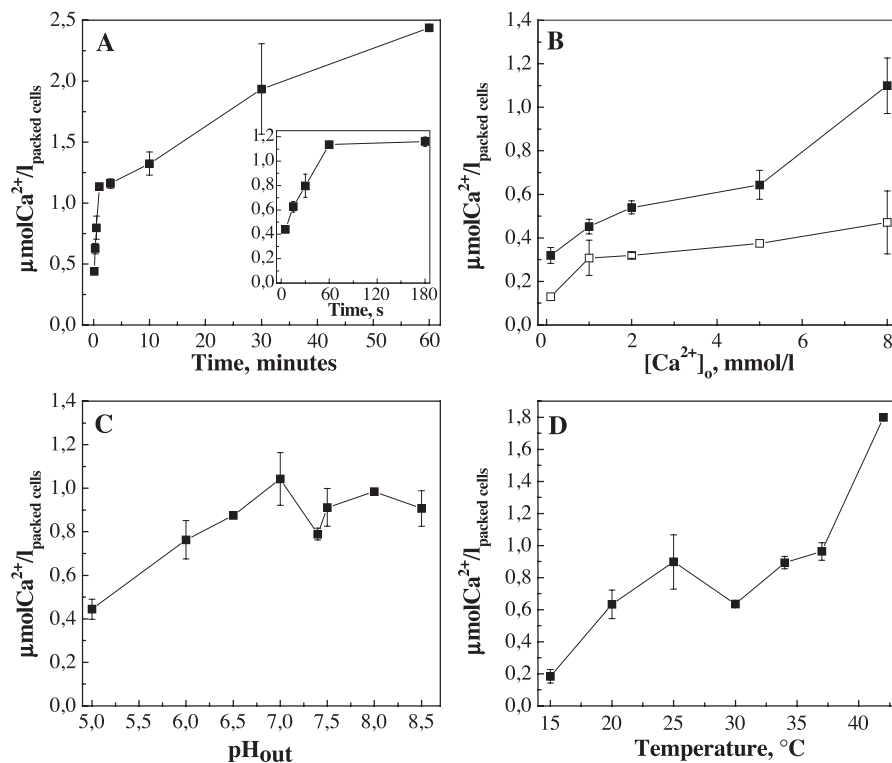 A
μmolCa²⁺/l packed cells
2,5
2,0
1,5
1,0
0,5
0,0
0 10 20 30 40 50 60
Time, minutes
1,2
1,0
0,8
0,6
0,4
0,2
0,0
0 60 120 180
Time, s
B
μmolCa²⁺/l packed cells
1,4
1,2
1,0
0,8
0,6
0,4
0,2
0,0
0 2 4 6 8
[Ca²⁺]o, mmol/l
C
μmolCa²⁺/l packed cells
1,4
1,2
1,0
0,8
0,6
0,4
0,2
0,0
5,0 5,5 6,0 6,5 7,0 7,5 8,0 8,5
pHout
D
μmolCa²⁺/l packed cells
1,8
1,6
1,4
1,2
1,0
0,8
0,6
0,4
0,2
0,0
15 20 25 30 35 40
Temperature, °C